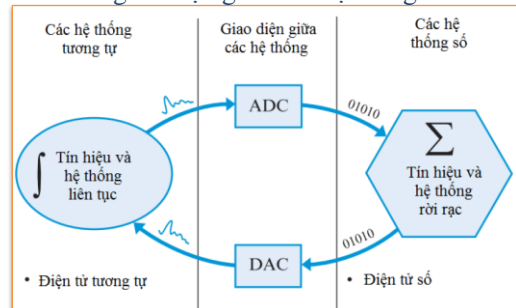 Các hệ thống
tương tự
Giao diện giữa
các hệ thống
Các hệ
thống số
ADC
01010
∫ Tín hiệu và
hệ thống
liên tục
∑
Tín hiệu và
hệ thống
rời rạc
01010
DAC
• Điện tử tương tự
• Điện tử số